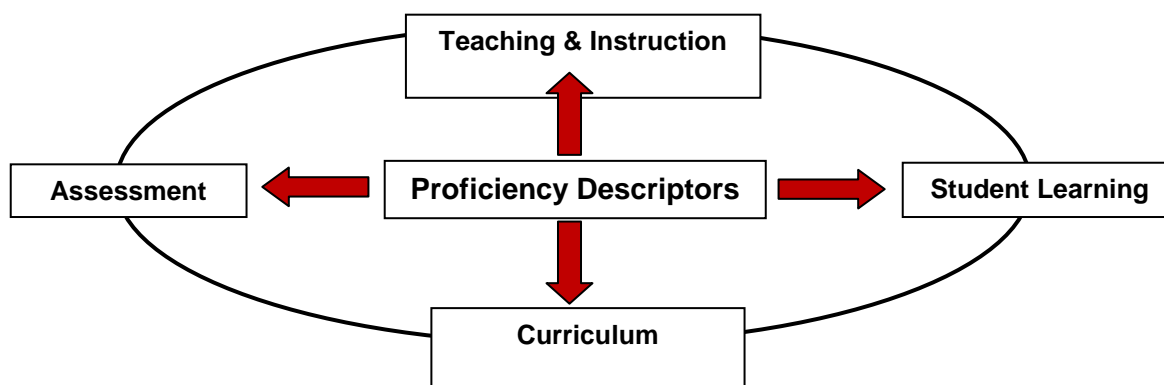 Teaching & Instruction
Assessment
Proficiency Descriptors
Student Learning
Curriculum